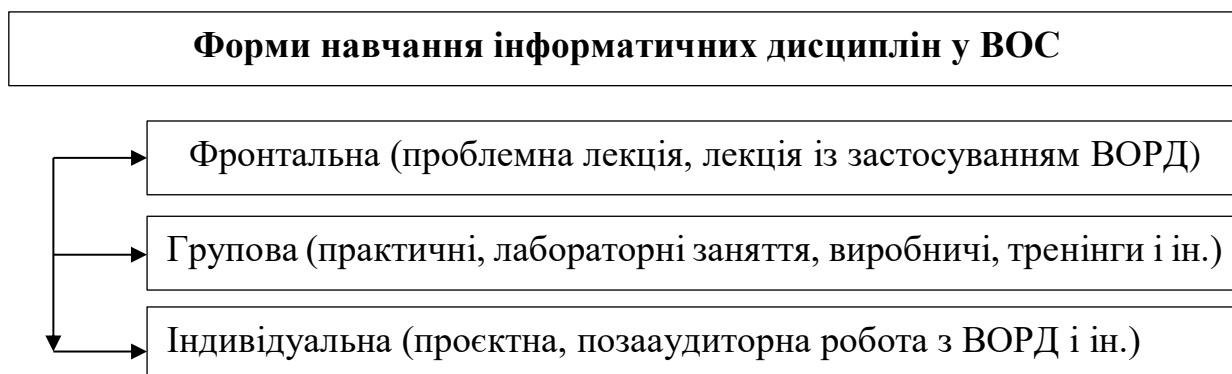 Форми навчання інформатичних дисциплін у ВОС
Фронтальна (проблемна лекція, лекція із застосуванням ВОРД)
Групова (практичні, лабораторні заняття, виробничі, тренінги і ін.)
Індивідуальна (проєктна, позааудиторна робота з ВОРД і ін.)